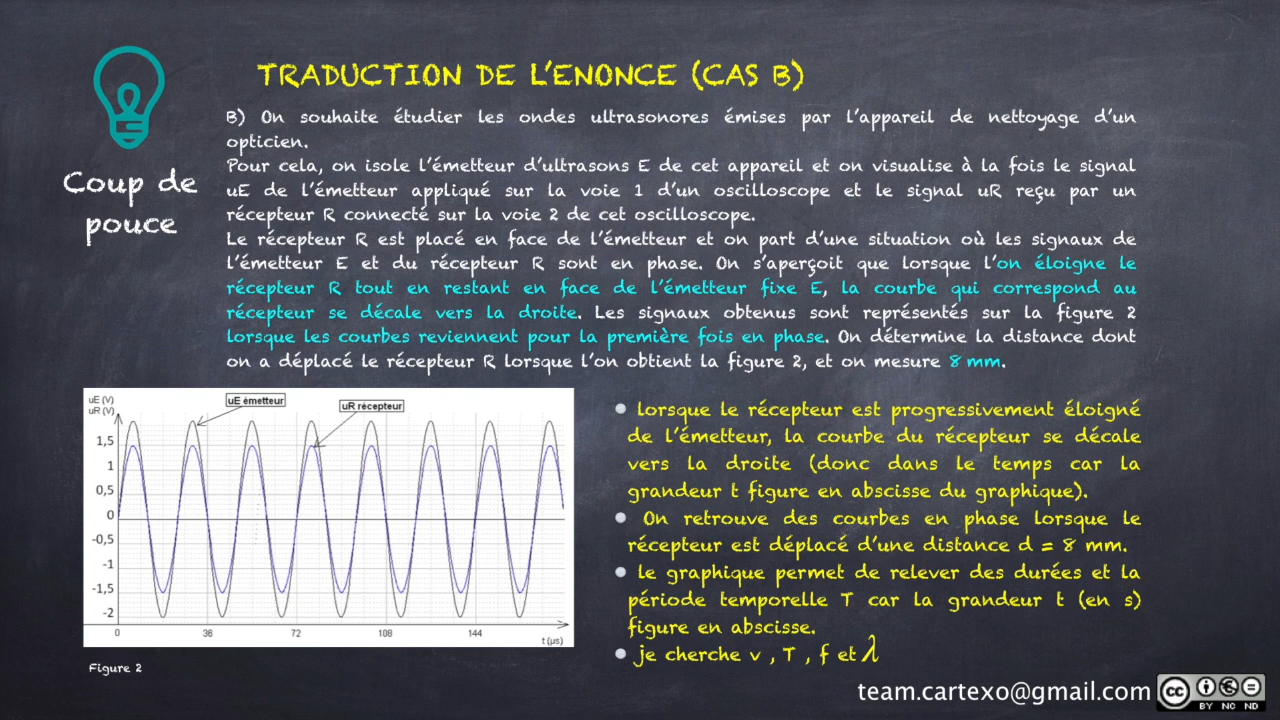 TRADUCTION DE L'ENONCE (CAS B)
Coup de
pouce
B) On souhaite étudier les ondes ultrasonores émises par l'appareil de nettoyage d'un
opticien.
Pour cela, on isole l'émetteur d'ultrasons E de cet appareil et on visualise à la fois le signal
uE de l'émetteur appliqué sur la voie 1 d'un oscilloscope et le signal uR reçu par un
récepteur R connecté sur la voie 2 de cet oscilloscope.
Le récepteur R est placé en face de l'émetteur et on part d'une situation où les signaux de
l'émetteur E et du récepteur R sont en phase. On s'aperçoit que lorsque l'on éloigne le
récepteur R tout en restant en face de l'émetteur fixe E, la courbe qui correspond au
récepteur se décale vers la droite. Les signaux obtenus sont représentés sur la figure 2
lorsque les courbes reviennent pour la première fois en phase. On détermine la distance dont
on a déplacé le récepteur R lorsque l'on obtient la figure 2, et on mesure 8 mm.
uE (V)
uR (V)
uE émetteur
uR récepteur
1,5
1
0,5
0
-0,5
-1
-1,5
-2
0 36 72 108 144
t (µs)
Figure 2
• lorsque le récepteur est progressivement éloigné
de l'émetteur, la courbe du récepteur se décale
vers la droite (donc dans le temps car la
grandeur t figure en abscisse du graphique).
• On retrouve des courbes en phase lorsque le
récepteur est déplacé d'une distance d = 8 mm.
• le graphique permet de relever des durées et la
période temporelle T car la grandeur t (en s)
figure en abscisse.
• je cherche v , T , f et λ
team.cartexo@gmail.com
cc
BY NC ND